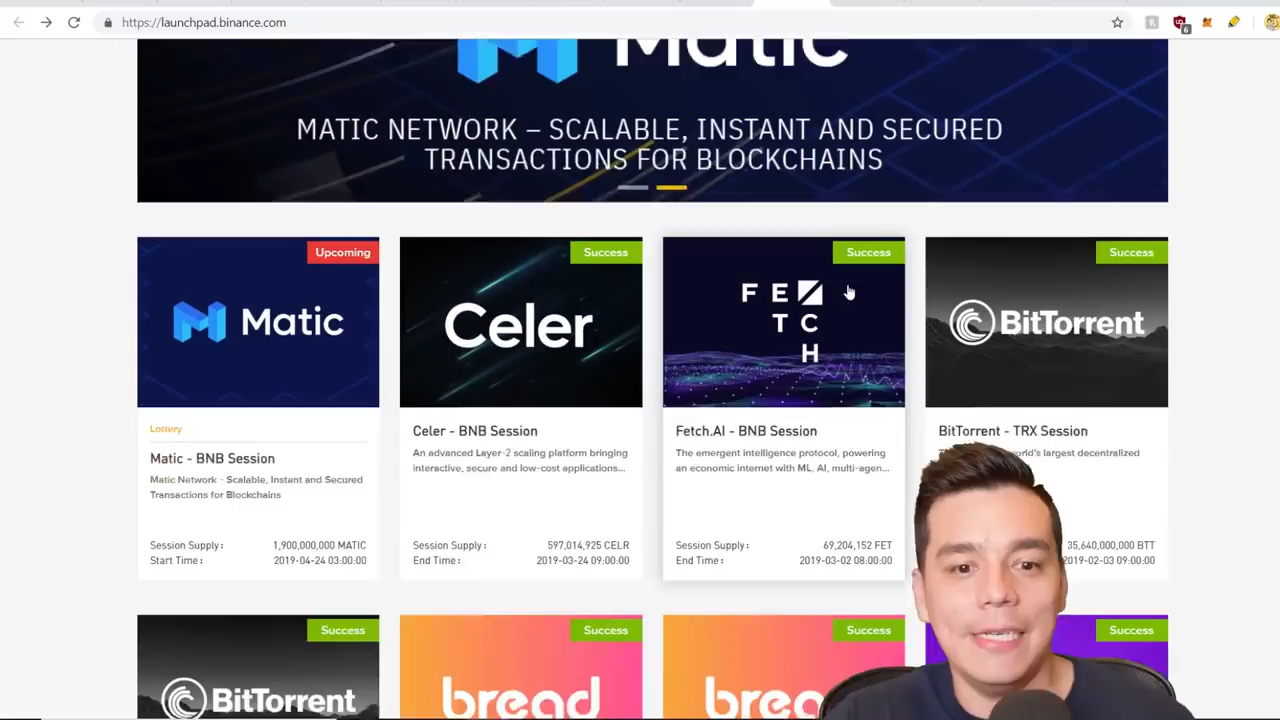 https://launchpad.binance.com
6
Matic
MATIC NETWORK – SCALABLE, INSTANT AND SECURED
TRANSACTIONS FOR BLOCKCHAINS
Upcoming
Matic
Lottery
Matic - BNB Session
Matic Network - Scalable, Instant and Secured
Transactions for Blockchains
Session Supply :
1,900,000,000 MATIC
Start Time :
2019-04-24 03:00:00
Success
Celer
Celer - BNB Session
An advanced Layer-2 scaling platform bringing
interactive, secure and low-cost applications...
Session Supply :
597,014,925 CELR
End Time :
2019-03-24 09:00:00
Success
FE
TC
H
Fetch.AI - BNB Session
The emergent intelligence protocol, powering
an economic internet with ML, AI, multi-agen...
Session Supply :
69,204,152 FET
End Time :
2019-03-02 08:00:00
Success
BitTorrent
BitTorrent - TRX Session
world's largest decentralized
35,640,000,000 BTT
2019-02-03 09:00:00
Success
BitTorrent
Success
bread
Success
bread
Success